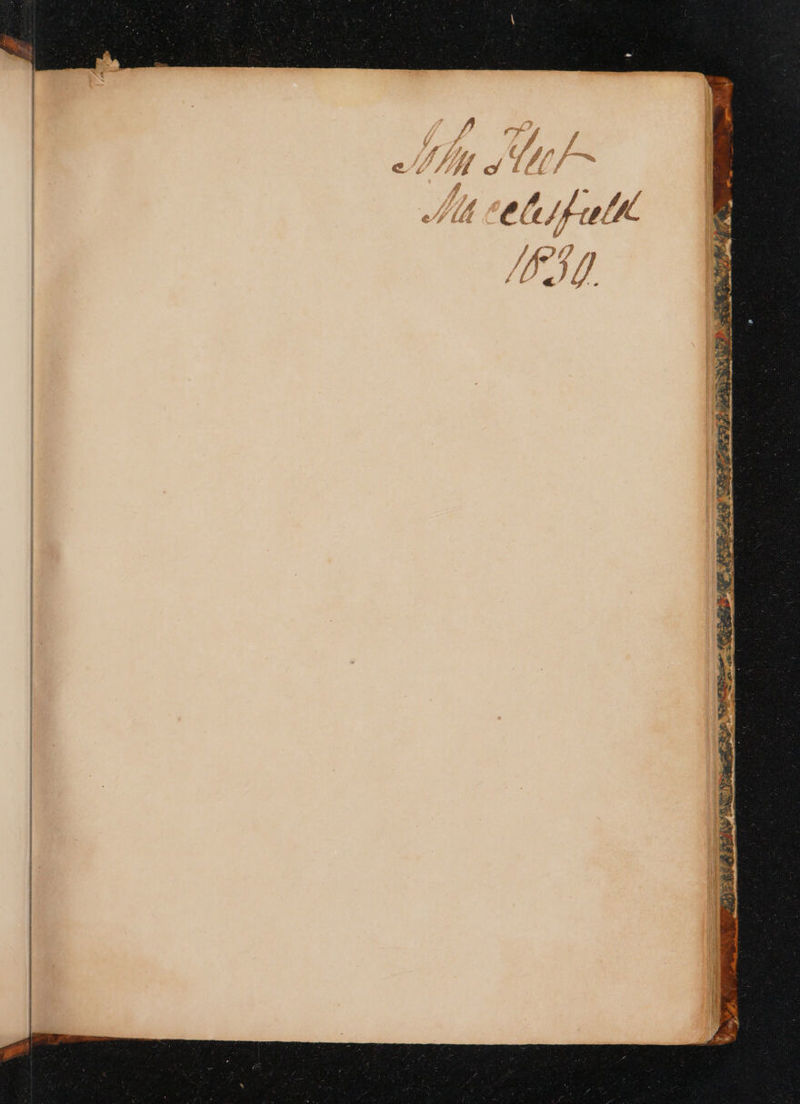 John Fleet
Macclesfield
1830.